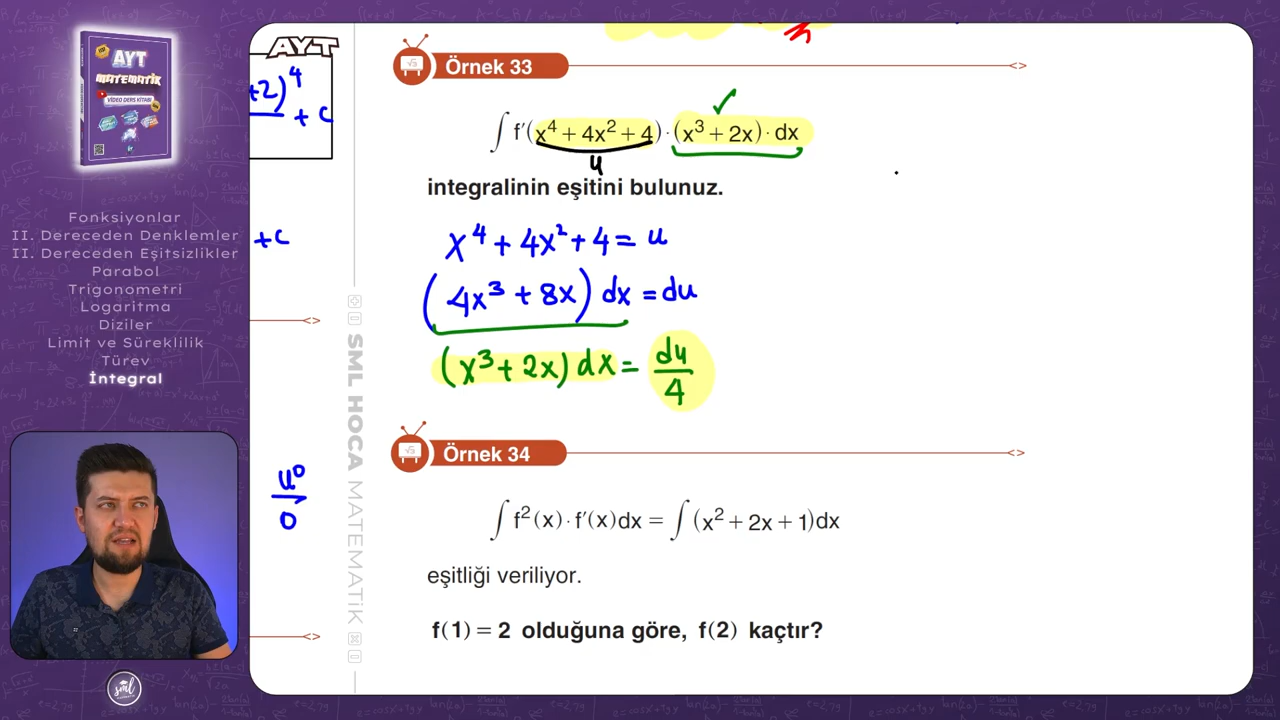 AYT
MATEMATİK
VİDEO DERS KİTABI
Fonksiyonlar
II. Dereceden Denklemler
II. Dereceden Eşitsizlikler
Parabol
Trigonometri
Logaritma
Diziler
Limit ve Süreklilik
Türev
İntegral
sml
AYT
+2)⁴
+ c
+c
u⁰
0
SML HOCA MATEMATİK
Örnek 33
∫ f'(x⁴ + 4x² + 4) · (x³ + 2x) · dx
u
integralinin eşitini bulunuz.
x⁴ + 4x² + 4 = u
(4x³ + 8x) dx = du
(x³ + 2x) dx = du/4
Örnek 34
∫ f²(x) · f'(x)dx = ∫ (x² + 2x + 1)dx
eşitliği veriliyor.
f(1) = 2 olduğuna göre, f(2) kaçtır?